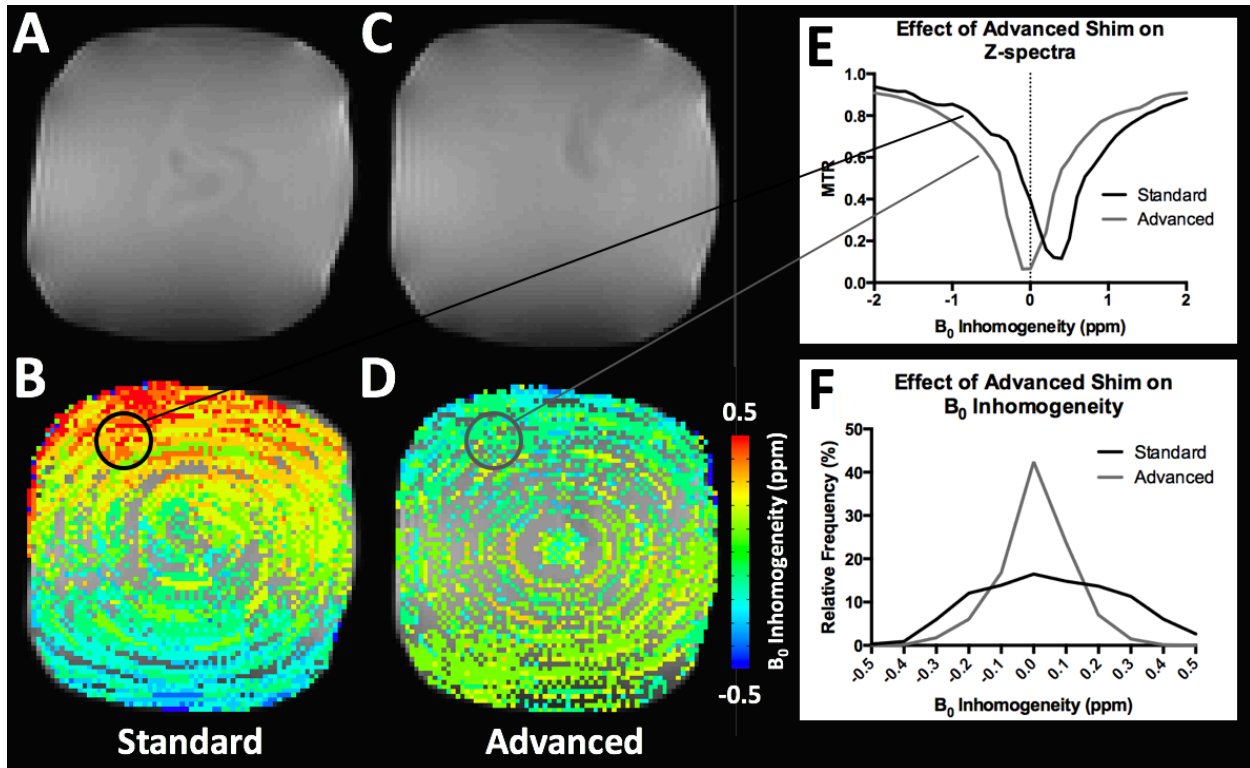 A
C
B
D
0.5
B0 Inhomogeneity (ppm)
-0.5
Standard
Advanced
E
Effect of Advanced Shim on
Z-spectra
1.0
0.8
0.6
0.4
0.2
0.0
MTR
Standard
Advanced
-2
-1
0
1
2
B0 Inhomogeneity (ppm)
F
Effect of Advanced Shim on
B0 Inhomogeneity
50
40
30
20
10
0
Relative Frequency (%)
Standard
Advanced
-0.5
-0.4
-0.3
-0.2
-0.1
0.0
0.1
0.2
0.3
0.4
0.5
B0 Inhomogeneity (ppm)